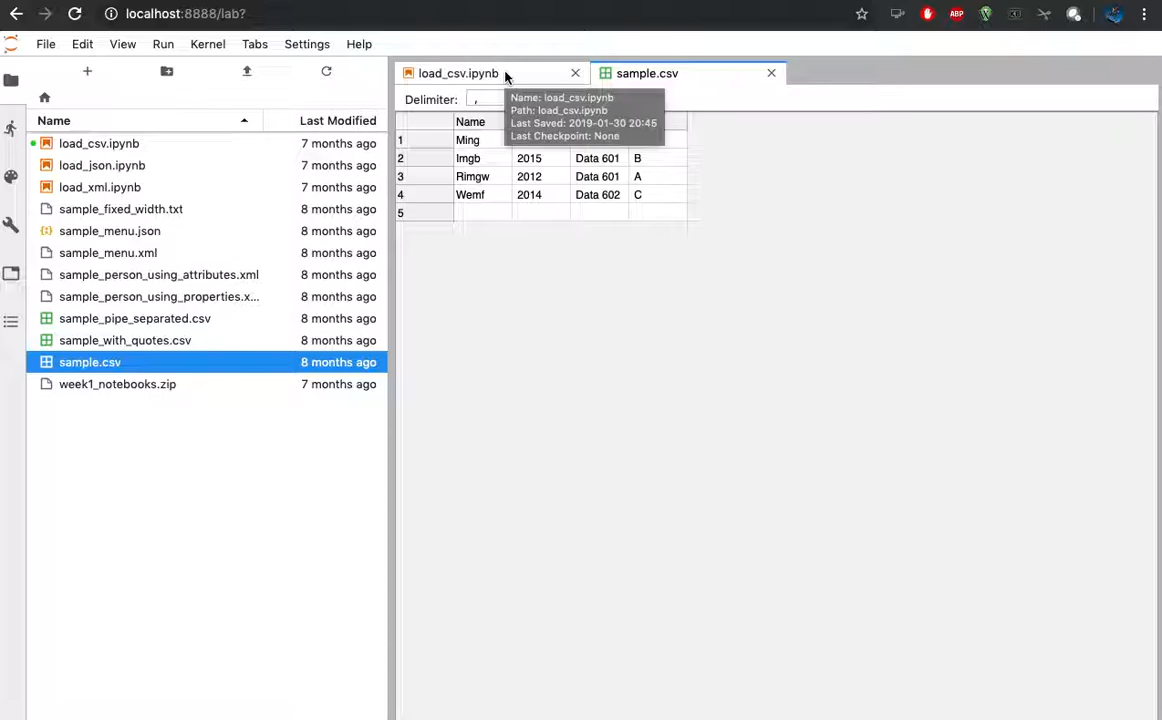 localhost:8888/lab?
ABP
File Edit View Run Kernel Tabs Settings Help
load_csv.ipynb
sample.csv
Delimiter: ,
Name: load_csv.ipynb
Path: load_csv.ipynb
Last Saved: 2019-01-30 20:45
Last Checkpoint: None
Name Last Modified
load_csv.ipynb 7 months ago
load_json.ipynb 7 months ago
load_xml.ipynb 7 months ago
sample_fixed_width.txt 8 months ago
sample_menu.json 8 months ago
sample_menu.xml 8 months ago
sample_person_using_attributes.xml 8 months ago
sample_person_using_properties.x... 8 months ago
sample_pipe_separated.csv 8 months ago
sample_with_quotes.csv 8 months ago
sample.csv 8 months ago
week1_notebooks.zip 7 months ago
Name
1 Ming
2 Imgb 2015 Data 601 B
3 Rimgw 2012 Data 601 A
4 Wemf 2014 Data 602 C
5